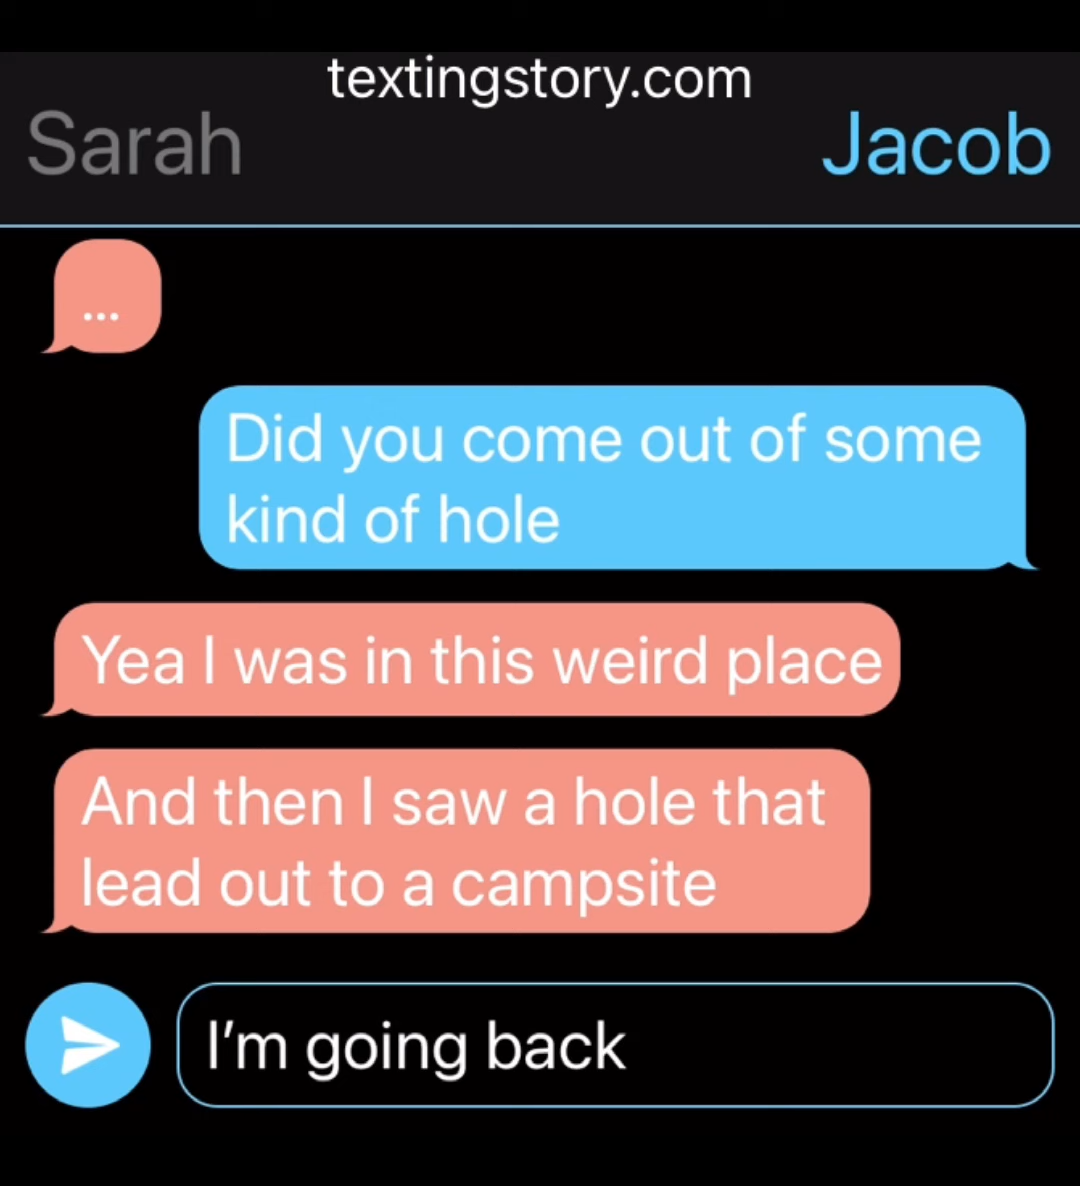 textingstory.com
Sarah
Jacob
...
Did you come out of some
kind of hole
Yea I was in this weird place
And then I saw a hole that
lead out to a campsite
I'm going back